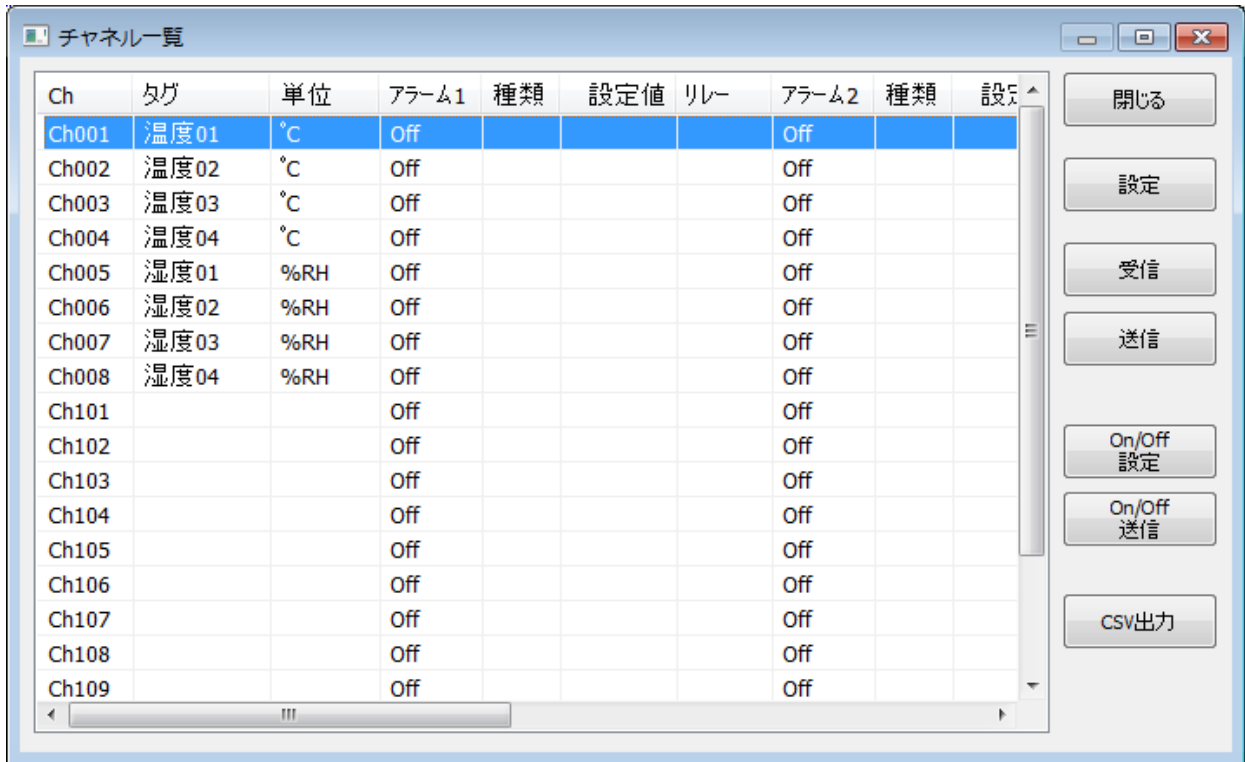 チャネル一覧
Ch タグ 単位 アラーム1 種類 設定値 リレー アラーム2 種類 設定
Ch001 温度01 ℃ Off Off
Ch002 温度02 ℃ Off Off
Ch003 温度03 ℃ Off Off
Ch004 温度04 ℃ Off Off
Ch005 湿度01 %RH Off Off
Ch006 湿度02 %RH Off Off
Ch007 湿度03 %RH Off Off
Ch008 湿度04 %RH Off Off
Ch101 Off Off
Ch102 Off Off
Ch103 Off Off
Ch104 Off Off
Ch105 Off Off
Ch106 Off Off
Ch107 Off Off
Ch108 Off Off
Ch109 Off Off
閉じる
設定
受信
送信
On/Off
設定
On/Off
送信
CSV出力